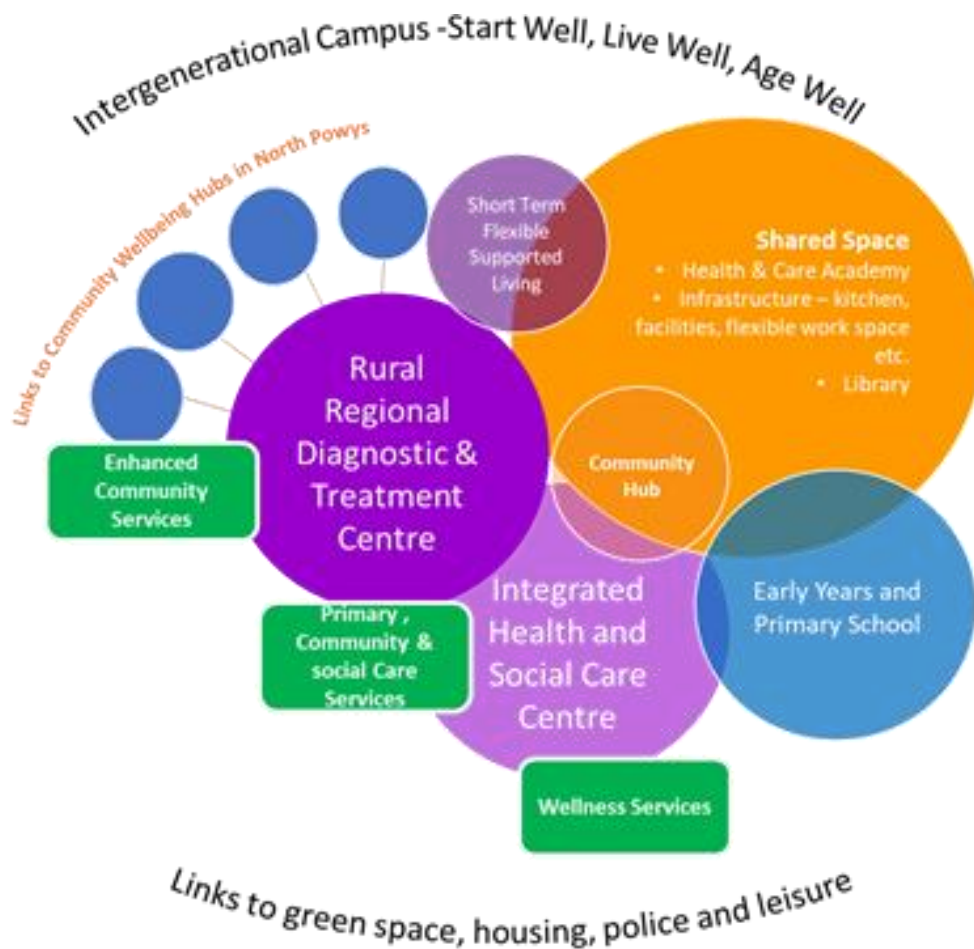 Intergenerational Campus -Start Well, Live Well, Age Well
Links to Community Wellbeing Hubs in North Powys
Short Term
Flexible
Supported
Living
Shared Space
• Health & Care Academy
• Infrastructure – kitchen,
facilities, flexible work space
etc.
• Library
Rural
Regional
Diagnostic &
Treatment
Centre
Community
Hub
Enhanced
Community
Services
Integrated
Health and
Social Care
Centre
Early Years and
Primary School
Primary ,
Community &
social Care
Services
Wellness Services
Links to green space, housing, police and leisure